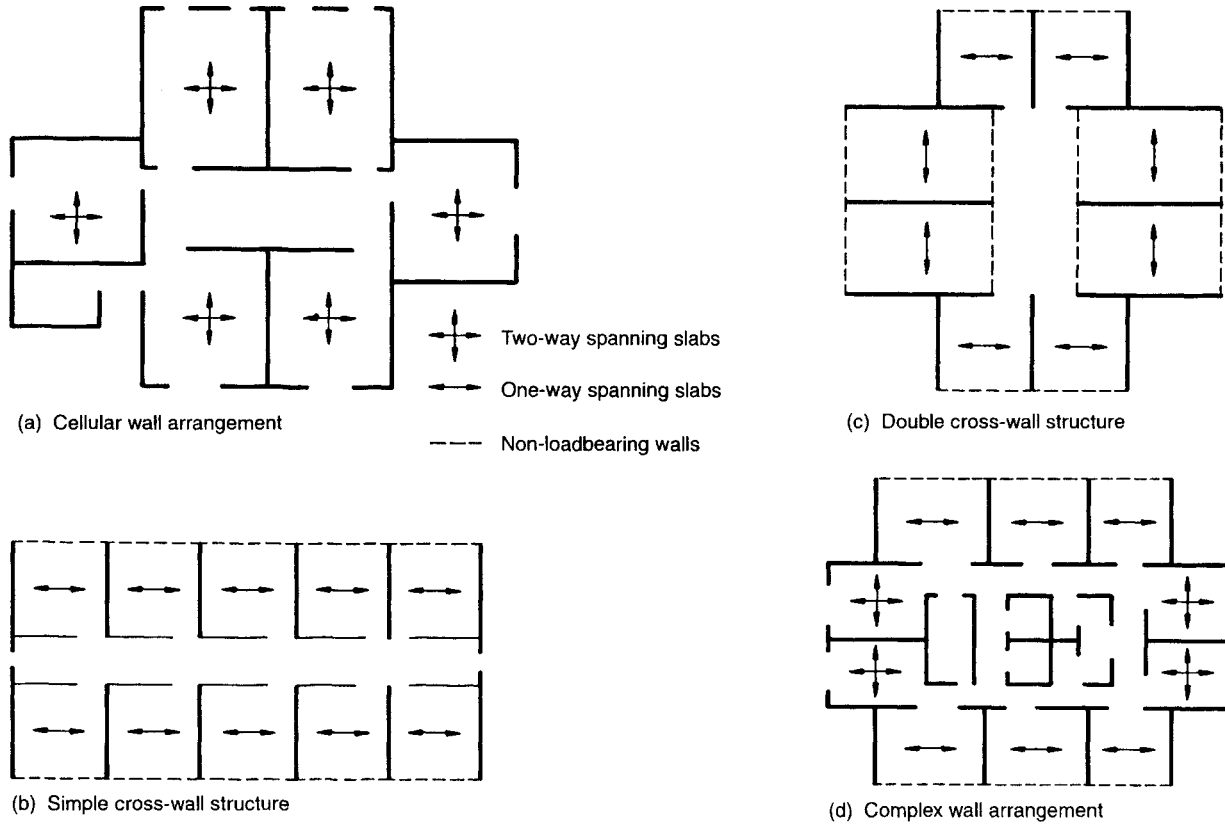 Two-way spanning slabs
One-way spanning slabs
Non-loadbearing walls
(a) Cellular wall arrangement
(c) Double cross-wall structure
(b) Simple cross-wall structure
(d) Complex wall arrangement